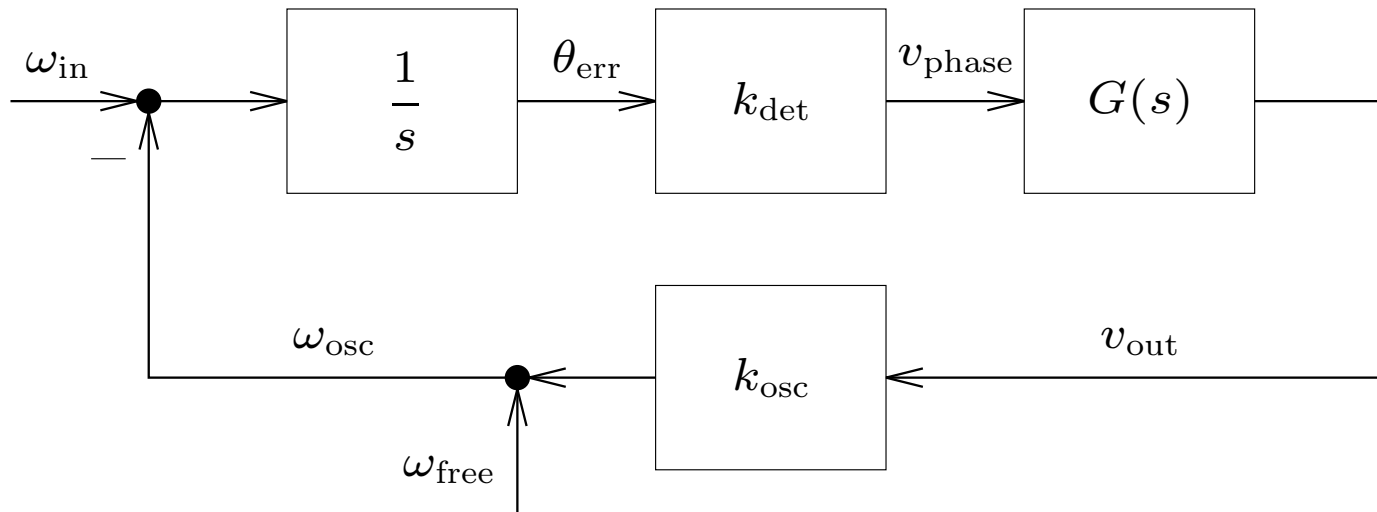 ω_in
1/s
θ_err
k_det
v_phase
G(s)
−
ω_osc
k_osc
v_out
ω_free